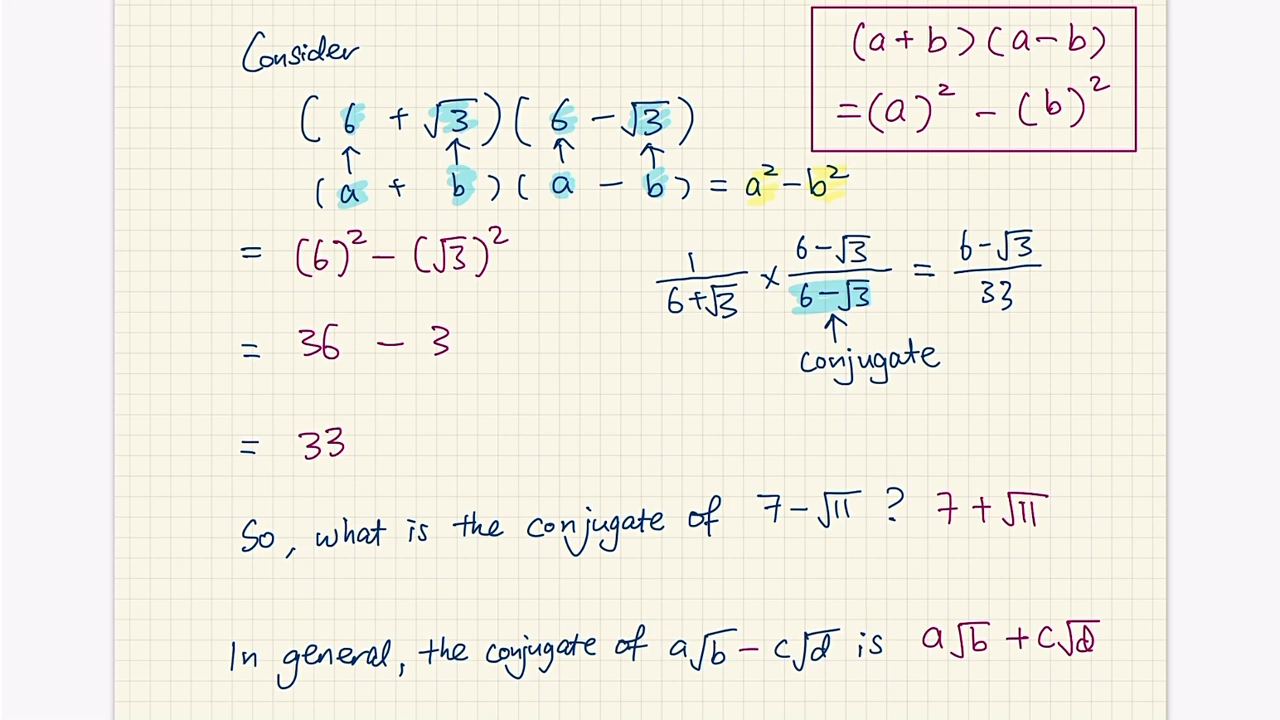 Consider
(a + b)(a - b)
= (a)² - (b)²
(6 + √3)(6 - √3)
(a + b)(a - b) = a² - b²
= (6)² - (√3)²
1/(6+√3) × (6-√3)/(6-√3) = (6-√3)/33
conjugate
= 36 - 3
= 33
So, what is the conjugate of 7-√11 ? 7+√11
In general, the conjugate of a√b - c√d is a√b + c√d